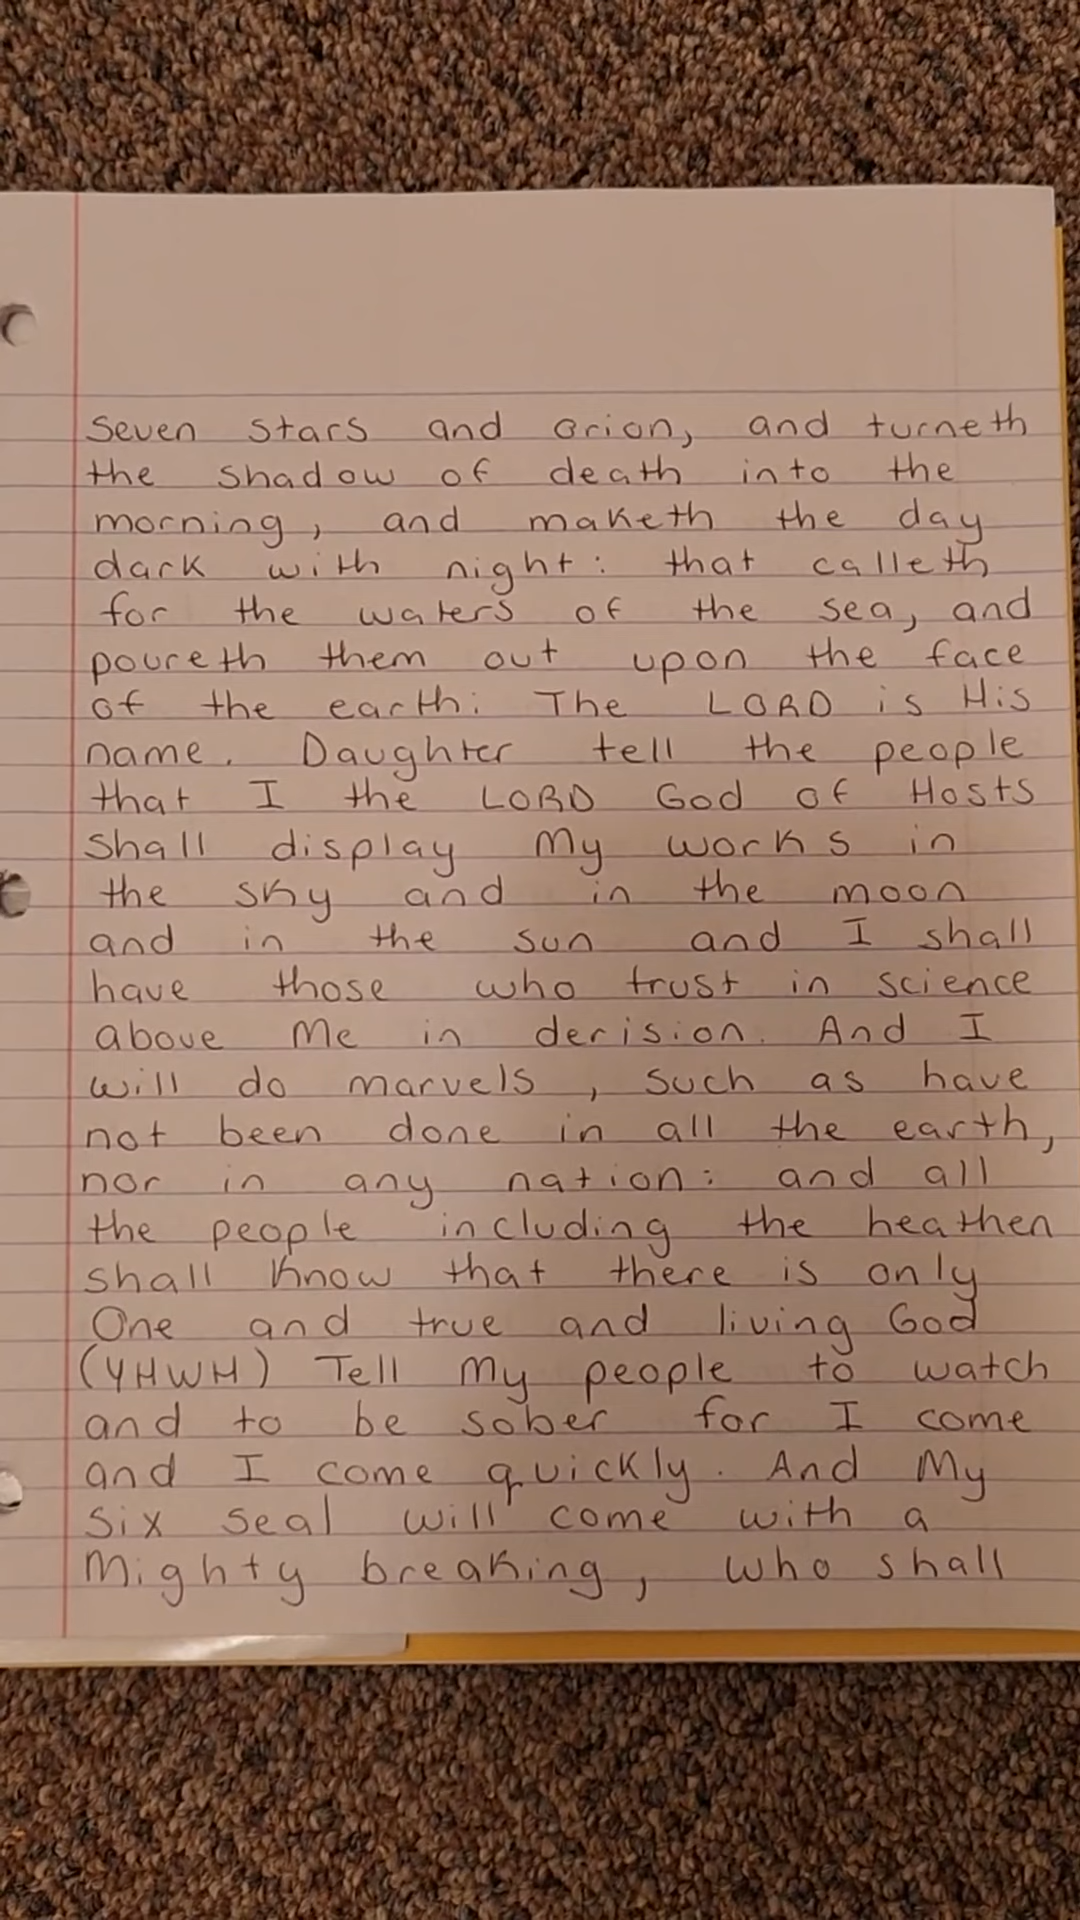 Seven stars and orion, and turneth
the shadow of death into the
morning, and maketh the day
dark with night: that calleth
for the waters of the sea, and
poureth them out upon the face
of the earth: The LORD is His
name. Daughter tell the people
that I the LORD God of Hosts
shall display My works in
the sky and in the moon
and in the sun and I shall
have those who trust in science
above Me in derision. And I
will do marvels, such as have
not been done in all the earth,
nor in any nation: and all
the people including the heathen
shall know that there is only
One and true and living God
(YHWH) Tell My people to watch
and to be sober for I come
and I come quickly. And My
six seal will come with a
Mighty breaking, who shall